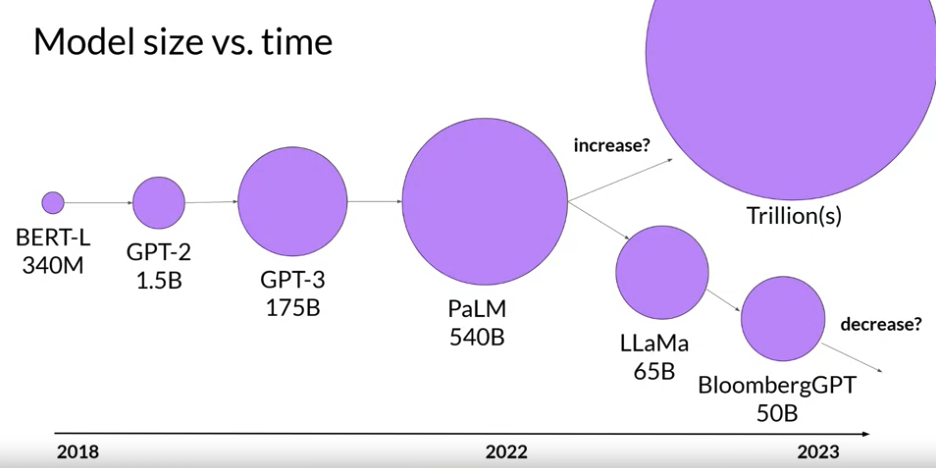 Model size vs. time
increase?
Trillion(s)
BERT-L
340M
GPT-2
1.5B
GPT-3
175B
PaLM
540B
LLaMa
65B
BloombergGPT
50B
decrease?
2018
2022
2023